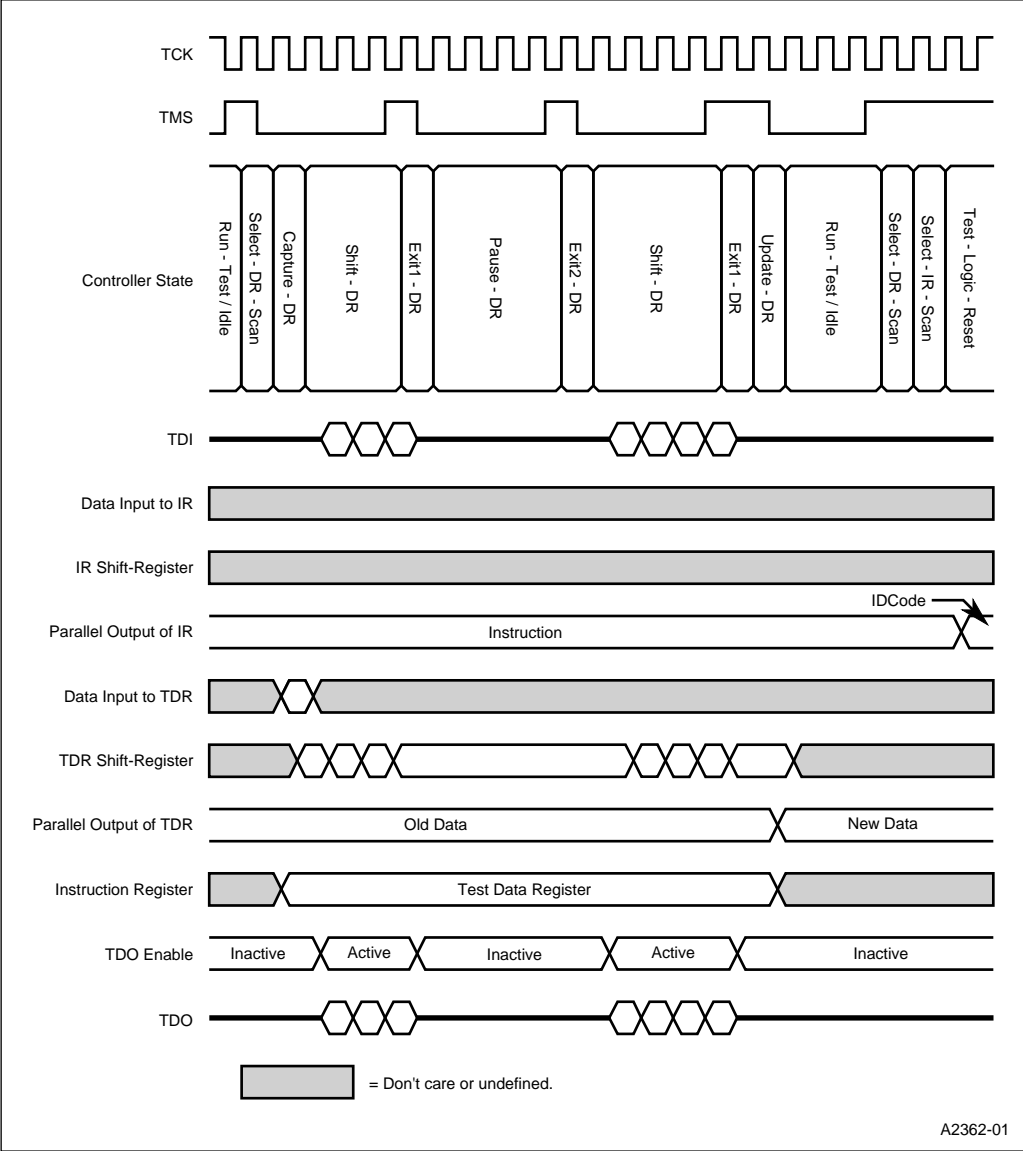 TCK
TMS
Controller State
Run - Test / Idle
Select - DR - Scan
Capture - DR
Shift - DR
Exit1 - DR
Pause - DR
Exit2 - DR
Shift - DR
Exit1 - DR
Update - DR
Run - Test / Idle
Select - DR - Scan
Select - IR - Scan
Test - Logic - Reset
TDI
Data Input to IR
IR Shift-Register
IDCode
Parallel Output of IR
Instruction
Data Input to TDR
TDR Shift-Register
Parallel Output of TDR
Old Data
New Data
Instruction Register
Test Data Register
TDO Enable
Inactive
Active
Inactive
Active
Inactive
TDO
= Don't care or undefined.
A2362-01